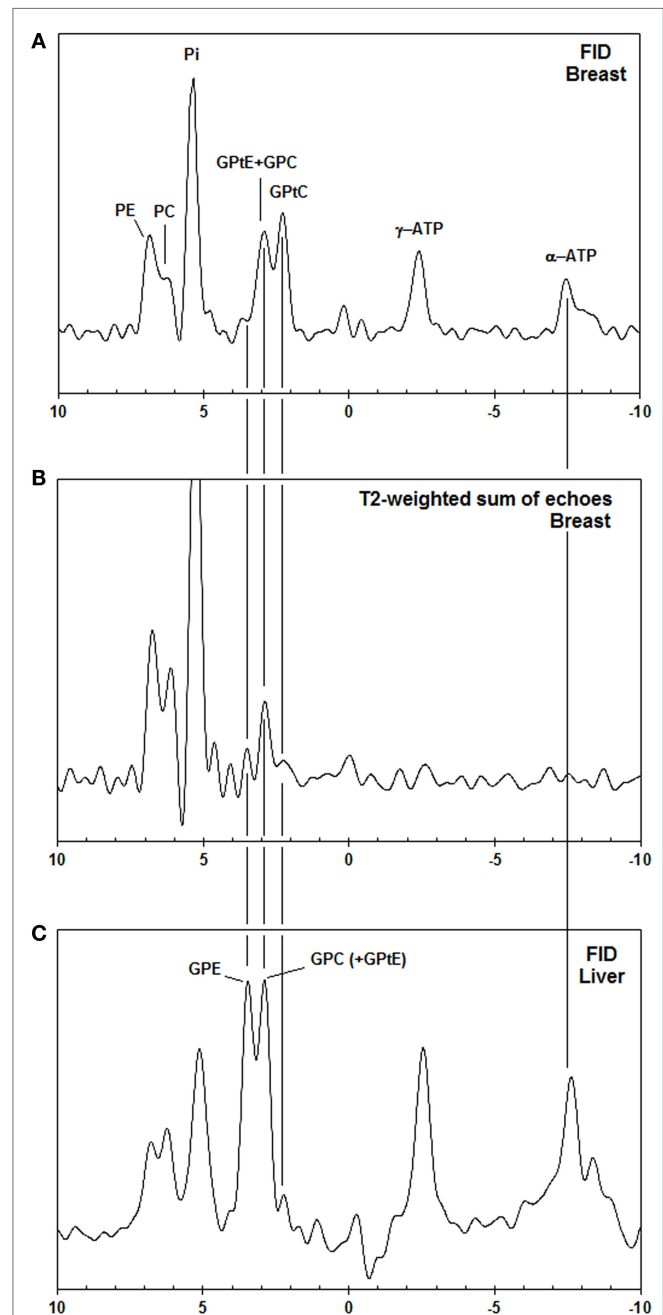 A
FID
Breast
Pi
GPtE+GPC
GPtC
PE
PC
γ–ATP
α–ATP
10 5 0 -5 -10
B
T2-weighted sum of echoes
Breast
10 5 0 -5 -10
C
FID
Liver
GPE
GPC (+GPtE)
10 5 0 -5 -10